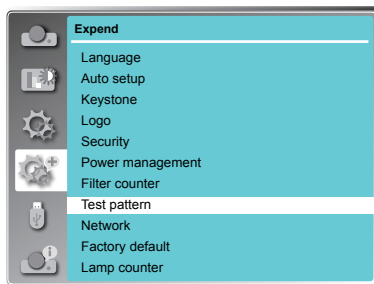 Expend
Language
Auto setup
Keystone
Logo
Security
Power management
Filter counter
Test pattern
Network
Factory default
Lamp counter